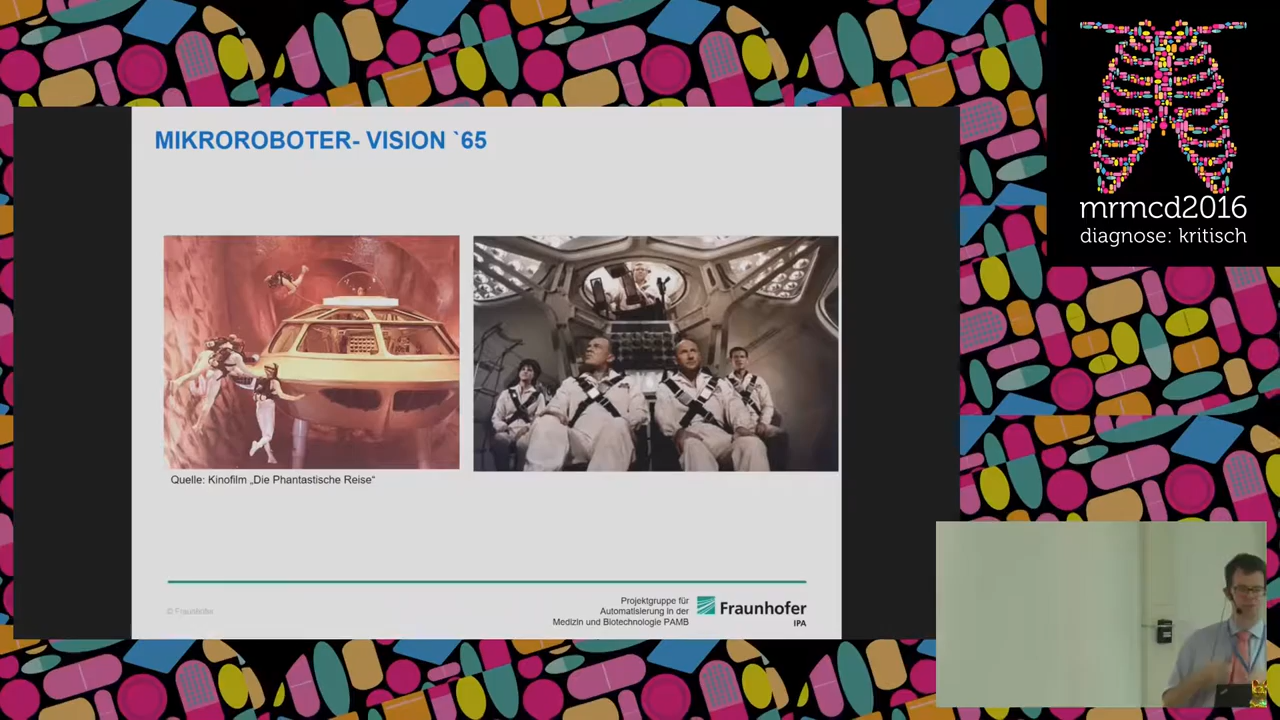 MIKROROBOTER- VISION `65
Quelle: Kinofilm „Die Phantastische Reise“
© Fraunhofer
Projektgruppe für
Automatisierung in der
Medizin und Biotechnologie PAMB
Fraunhofer
IPA
mrmcd2016
diagnose: kritisch